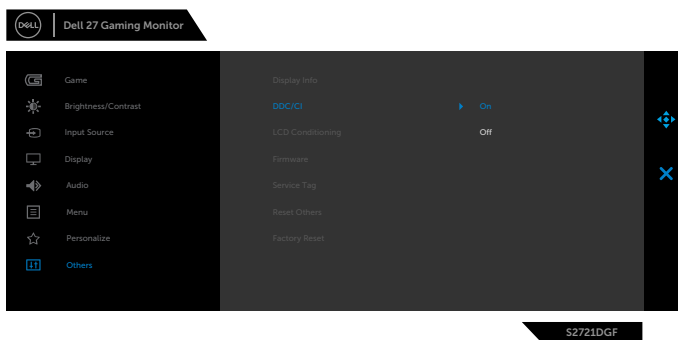 DELL
Dell 27 Gaming Monitor
Game
Brightness/Contrast
Input Source
Display
Audio
Menu
Personalize
Others
Display Info
DDC/CI
On
Off
LCD Conditioning
Firmware
Service Tag
Reset Others
Factory Reset
S2721DGF